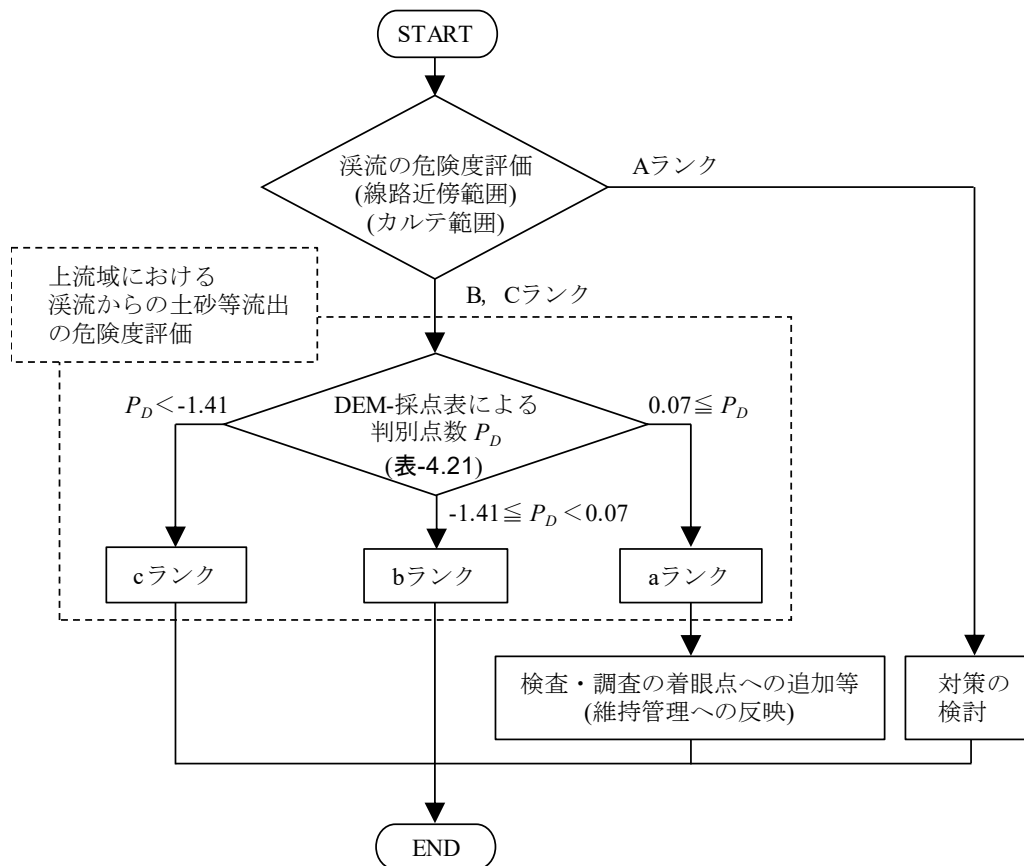 START
渓流の危険度評価
(線路近傍範囲)
(カルテ範囲)
Aランク
上流域における
渓流からの土砂等流出
の危険度評価
B，Cランク
P_D＜-1.41
DEM-採点表による
判別点数 P_D
(表-4.21)
0.07≦ P_D
-1.41≦ P_D ＜0.07
cランク
bランク
aランク
検査・調査の着眼点への追加等
(維持管理への反映)
対策の
検討
END